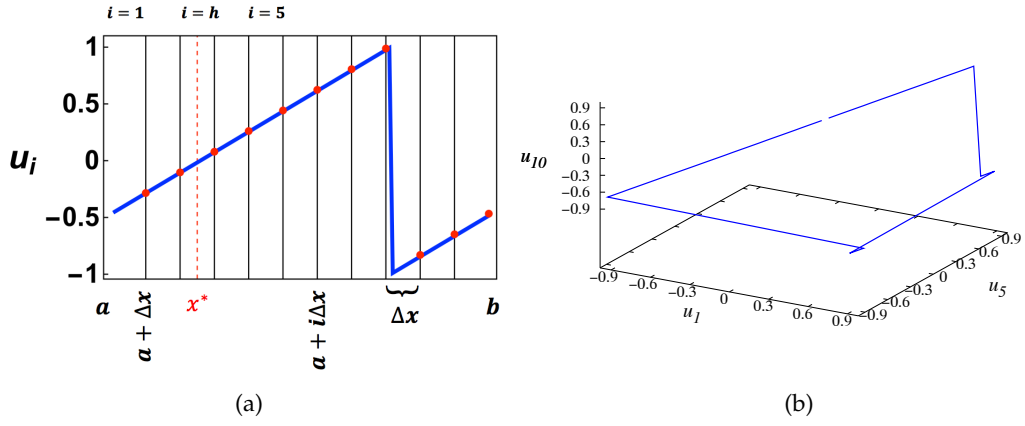 i = 1 i = h i = 5
1
0.5
0
−0.5
−1
u_i
a x* Δx b
a + Δx
a + iΔx
(a)
0.9
0.6
0.3
0
−0.3
−0.6
−0.9
u_10
−0.9 −0.6 −0.3 0 0.3 0.6 0.9
u_1
−0.9 −0.6 −0.3 0 0.3 0.6 0.9
u_5
(b)